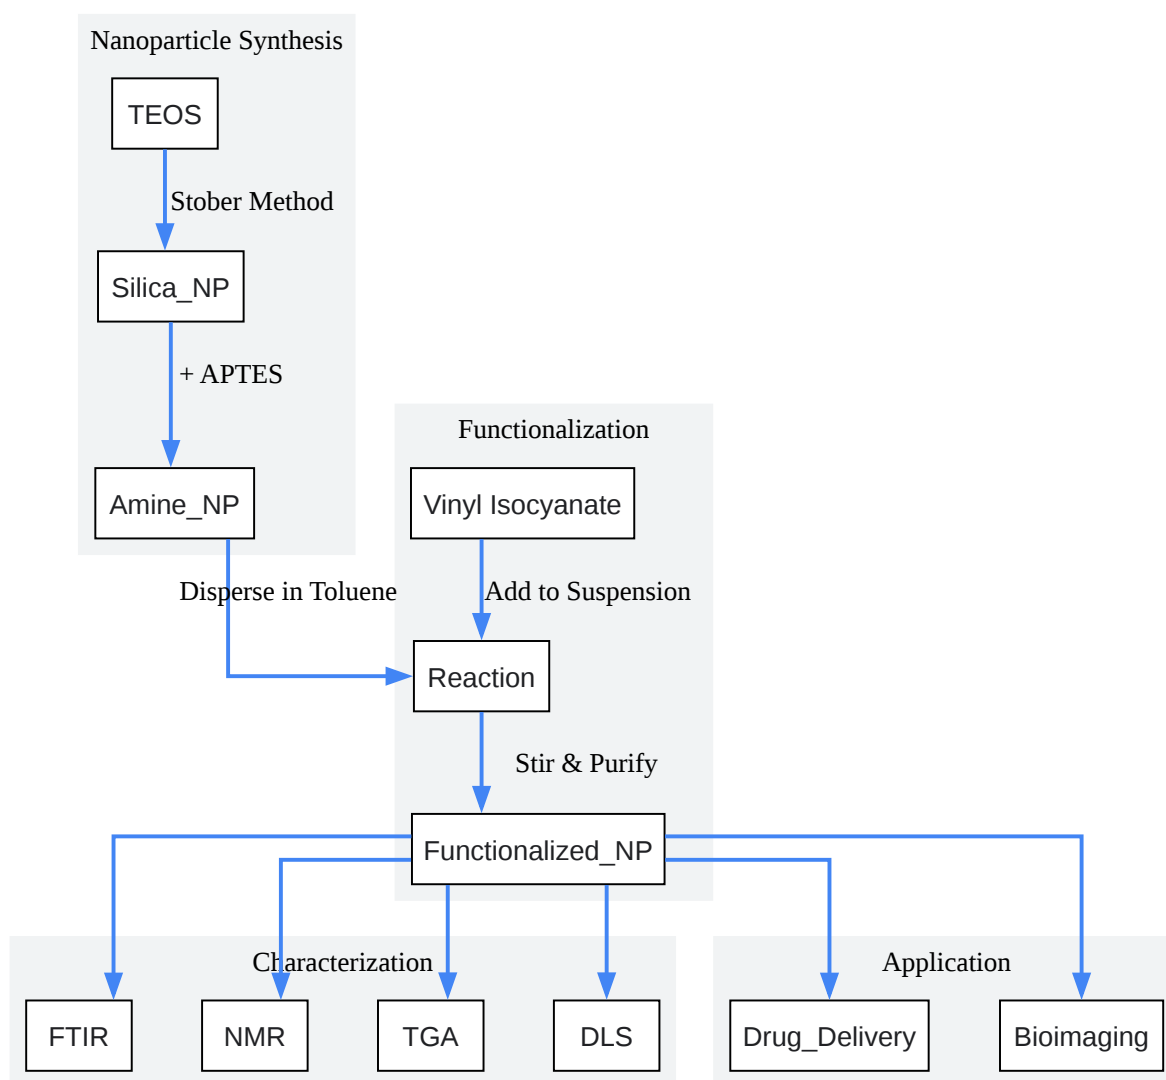 Nanoparticle Synthesis
TEOS
Stober Method
Silica_NP
+ APTES
Functionalization
Amine_NP
Vinyl Isocyanate
Disperse in Toluene
Add to Suspension
Reaction
Stir & Purify
Functionalized_NP
Characterization
Application
FTIR
NMR
TGA
DLS
Drug_Delivery
Bioimaging